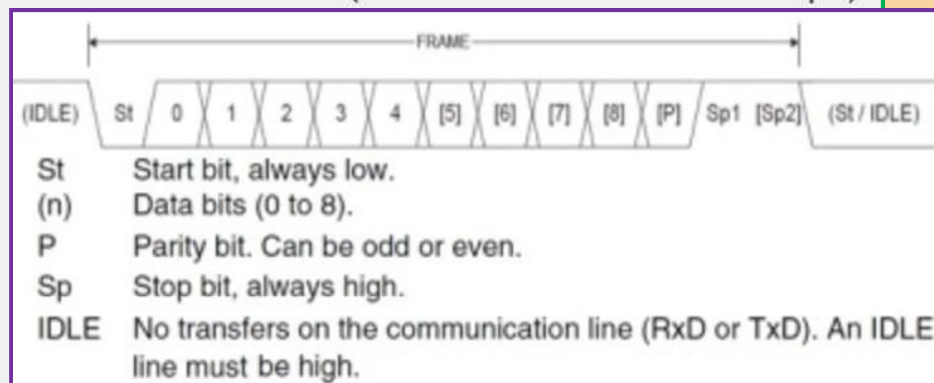 FRAME
(IDLE) St 0 1 2 3 4 [5] [6] [7] [8] [P] Sp1 [Sp2] (St / IDLE)
St Start bit, always low.
(n) Data bits (0 to 8).
P Parity bit. Can be odd or even.
Sp Stop bit, always high.
IDLE No transfers on the communication line (RxD or TxD). An IDLE
line must be high.